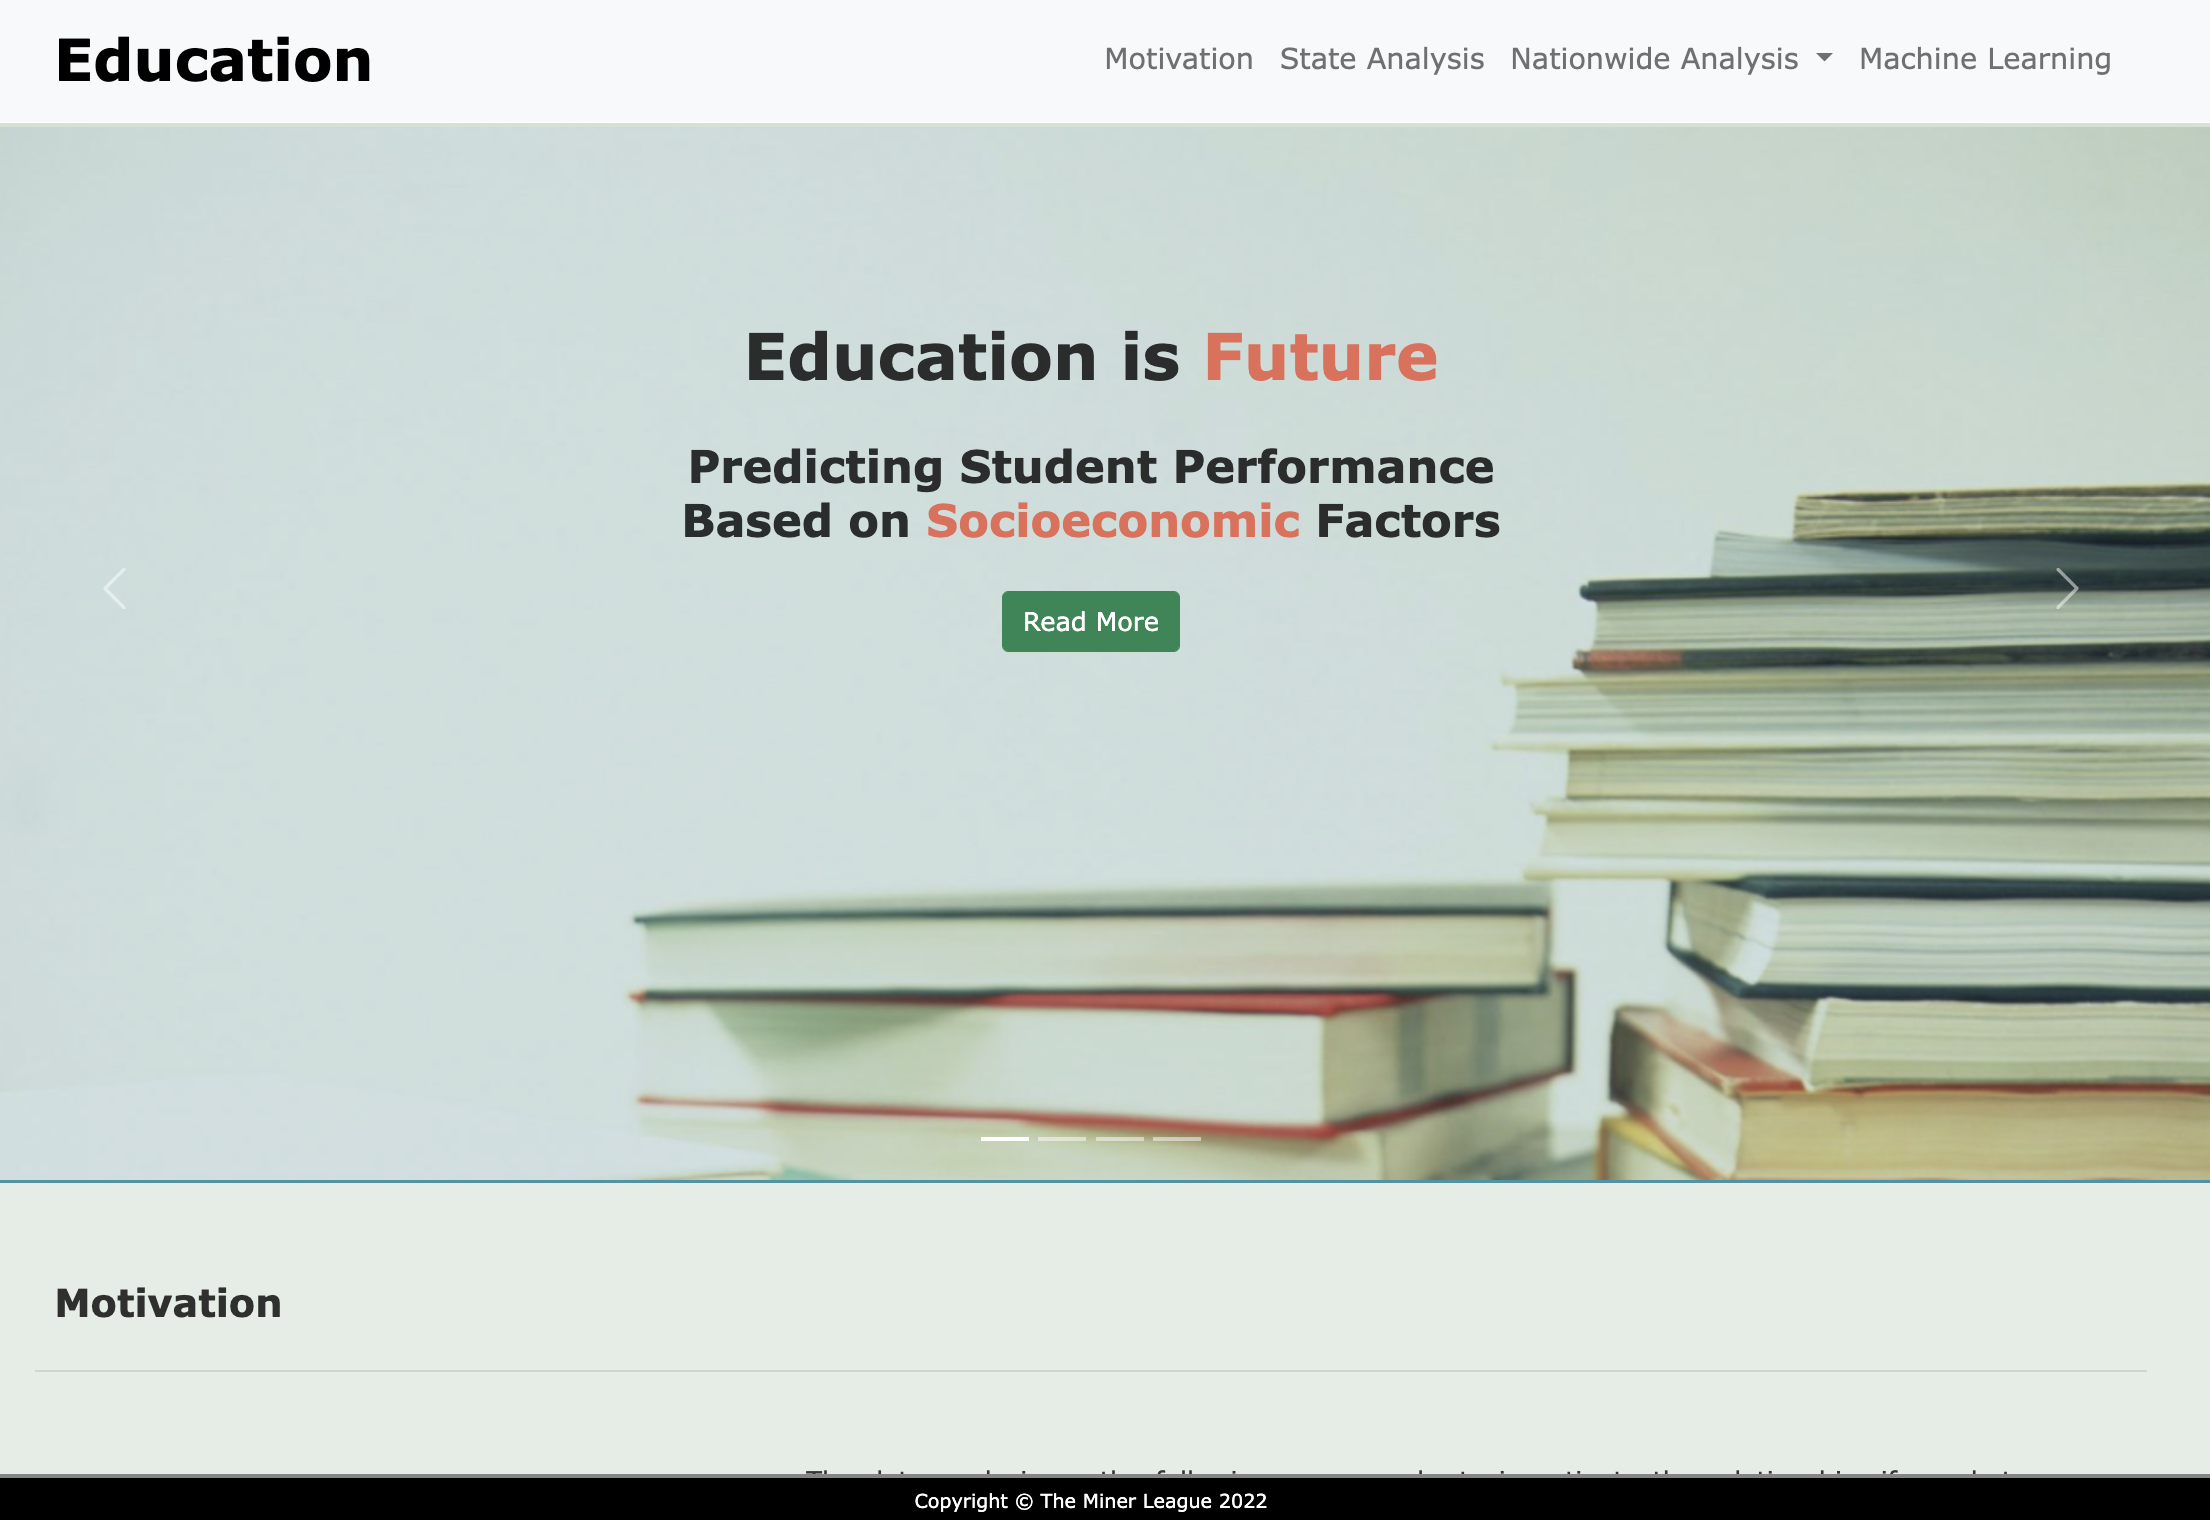 Education
Motivation State Analysis Nationwide Analysis Machine Learning
Education is Future
Predicting Student Performance
Based on Socioeconomic Factors
Read More
Motivation
Copyright © The Miner League 2022